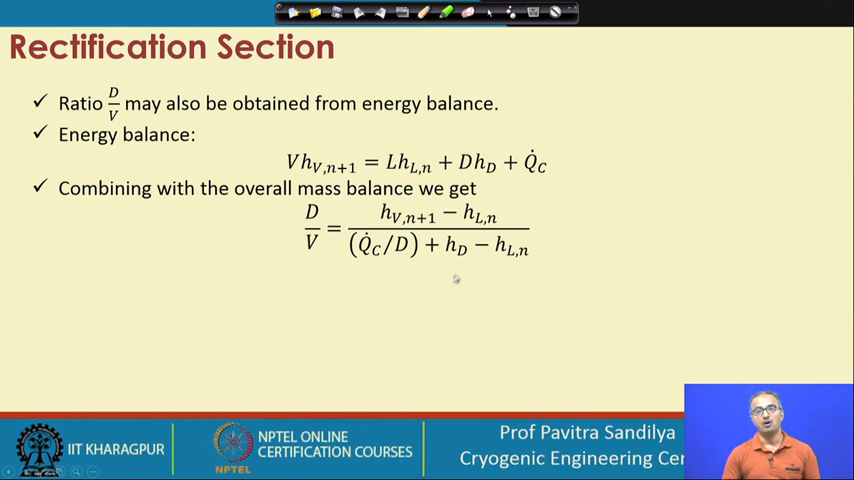 Rectification Section
✓ Ratio D/V may also be obtained from energy balance.
✓ Energy balance:
Vh_{V,n+1} = Lh_{L,n} + Dh_D + Q̇_C
✓ Combining with the overall mass balance we get
D/V = (h_{V,n+1} − h_{L,n}) / ((Q̇_C/D) + h_D − h_{L,n})
IIT KHARAGPUR
NPTEL
NPTEL ONLINE
CERTIFICATION COURSES
Prof Pavitra Sandilya
Cryogenic Engineering Cen